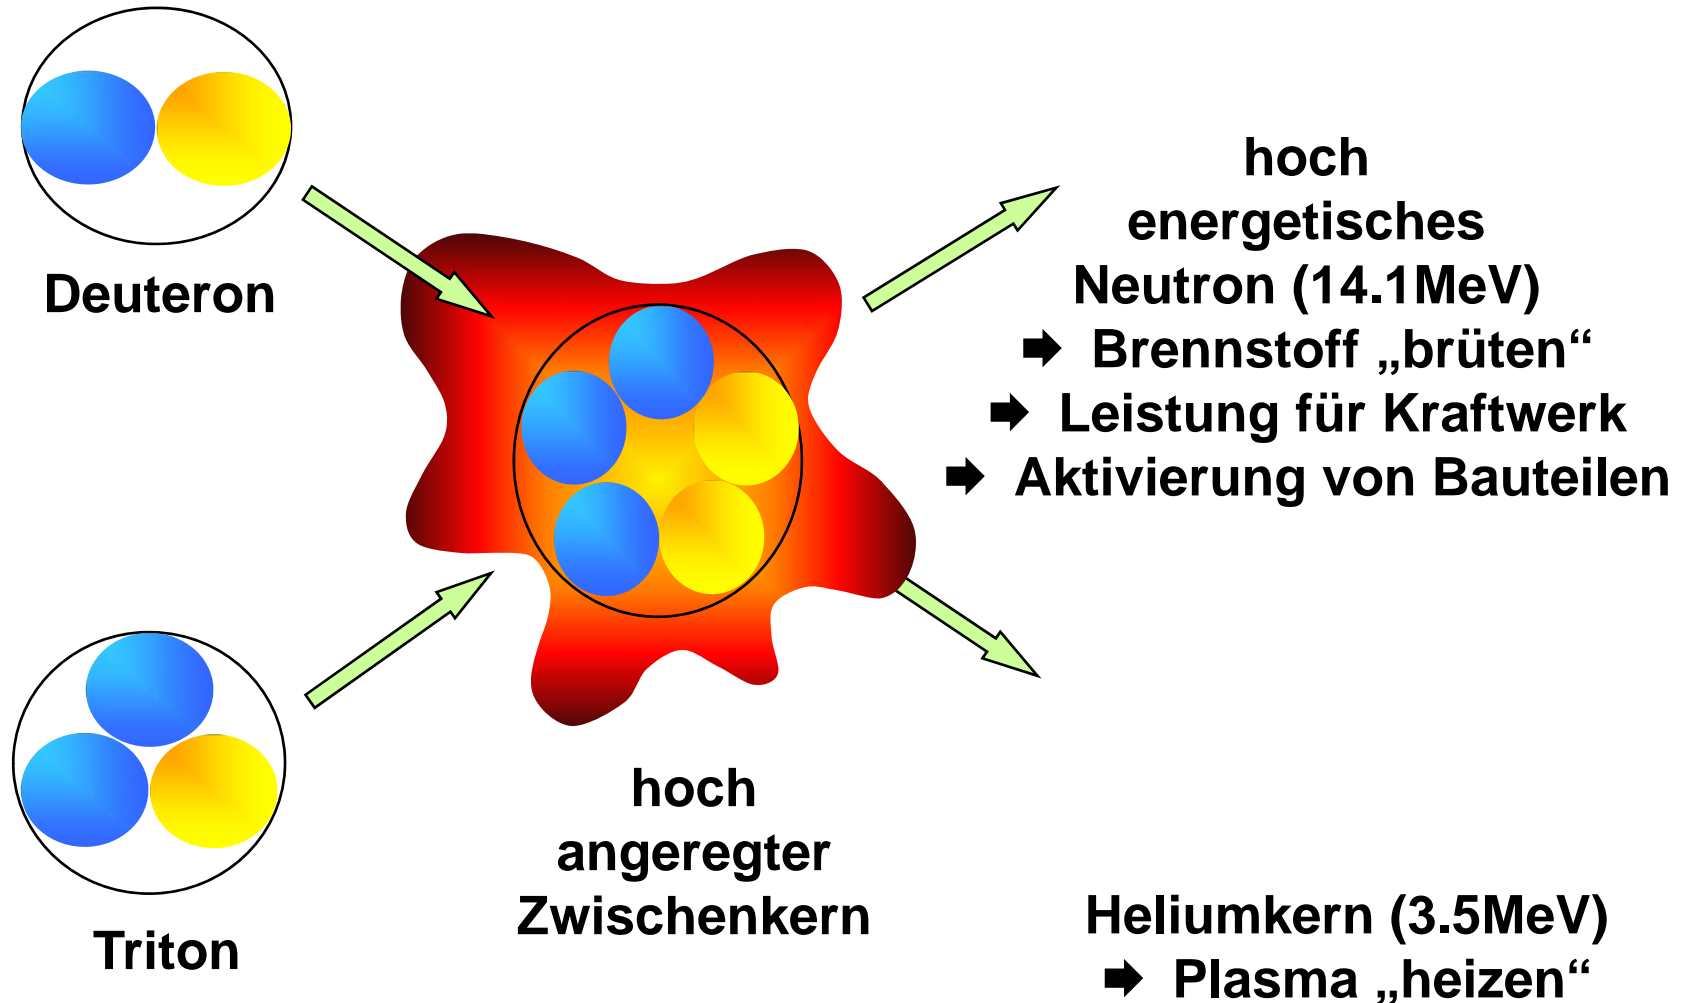 Deuteron
hoch
energetisches
Neutron (14.1MeV)
🡆 Brennstoff „brüten“
🡆 Leistung für Kraftwerk
🡆 Aktivierung von Bauteilen
hoch
angeregter
Zwischenkern
Triton
Heliumkern (3.5MeV)
🡆 Plasma „heizen“